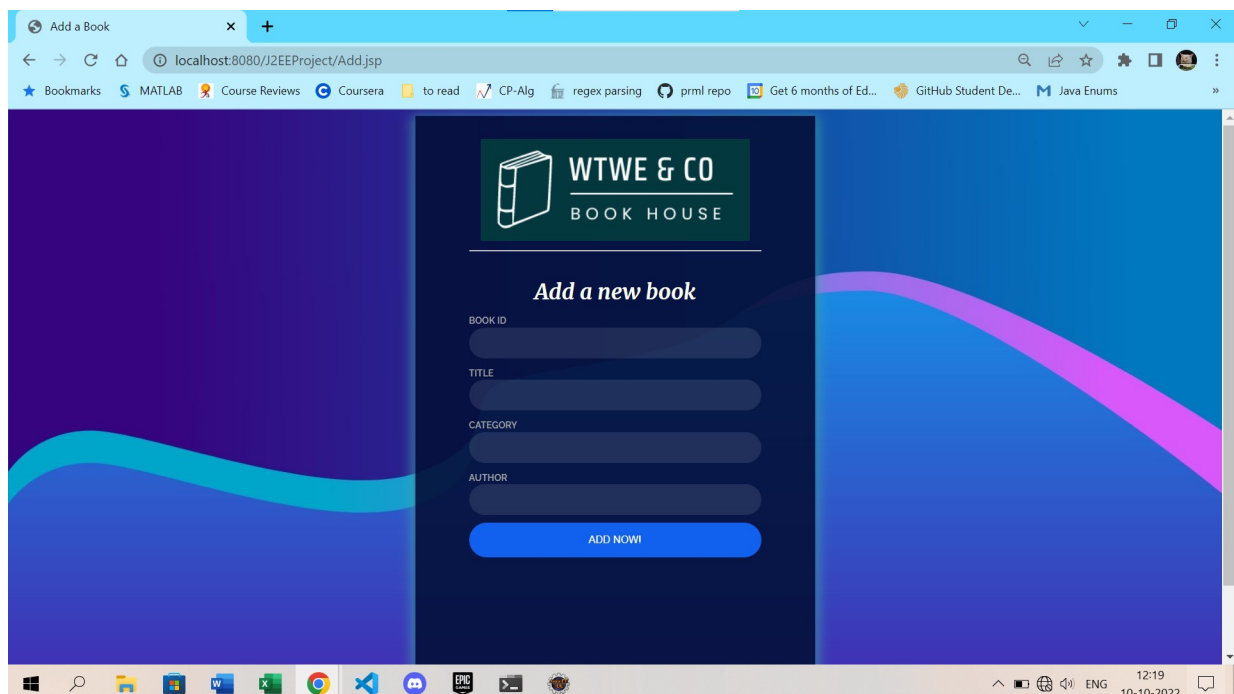 Add a Book
localhost:8080/J2EEProject/Add.jsp
Bookmarks MATLAB Course Reviews Coursera to read CP-Alg regex parsing prml repo Get 6 months of Ed... GitHub Student De... Java Enums »
WTWE & CO
BOOK HOUSE
Add a new book
BOOK ID
TITLE
CATEGORY
AUTHOR
ADD NOW!
ENG
12:19
10-10-2022